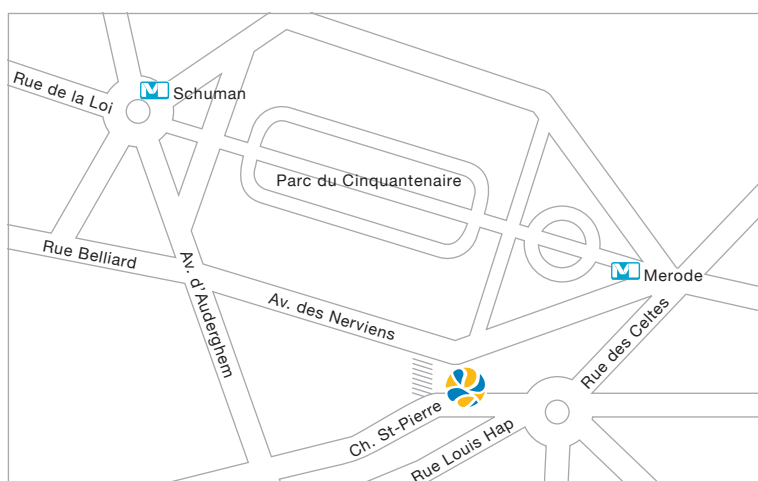 Rue de la Loi
M
Schuman
Parc du Cinquantenaire
Rue Belliard
Av. d'Auderghem
Av. des Nerviens
M
Merode
Rue des Celtes
Ch. St-Pierre
Rue Louis Hap